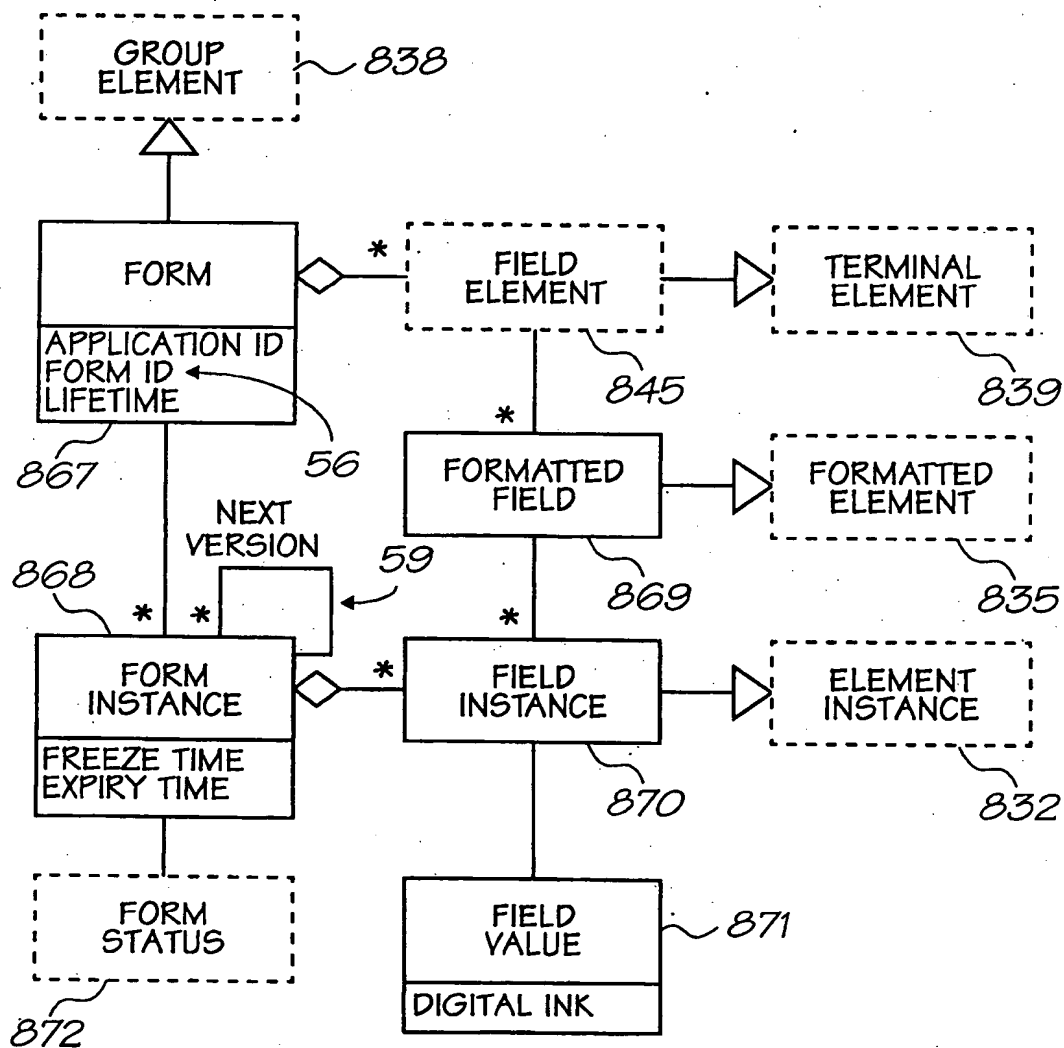 GROUP
ELEMENT
838
FORM
*
FIELD
ELEMENT
TERMINAL
ELEMENT
APPLICATION ID
FORM ID
LIFETIME
845
839
867
56
*
FORMATTED
FIELD
FORMATTED
ELEMENT
NEXT
VERSION
59
869
835
868
*
*
*
FORM
INSTANCE
*
FIELD
INSTANCE
ELEMENT
INSTANCE
FREEZE TIME
EXPIRY TIME
870
832
FORM
STATUS
FIELD
VALUE
871
DIGITAL INK
872